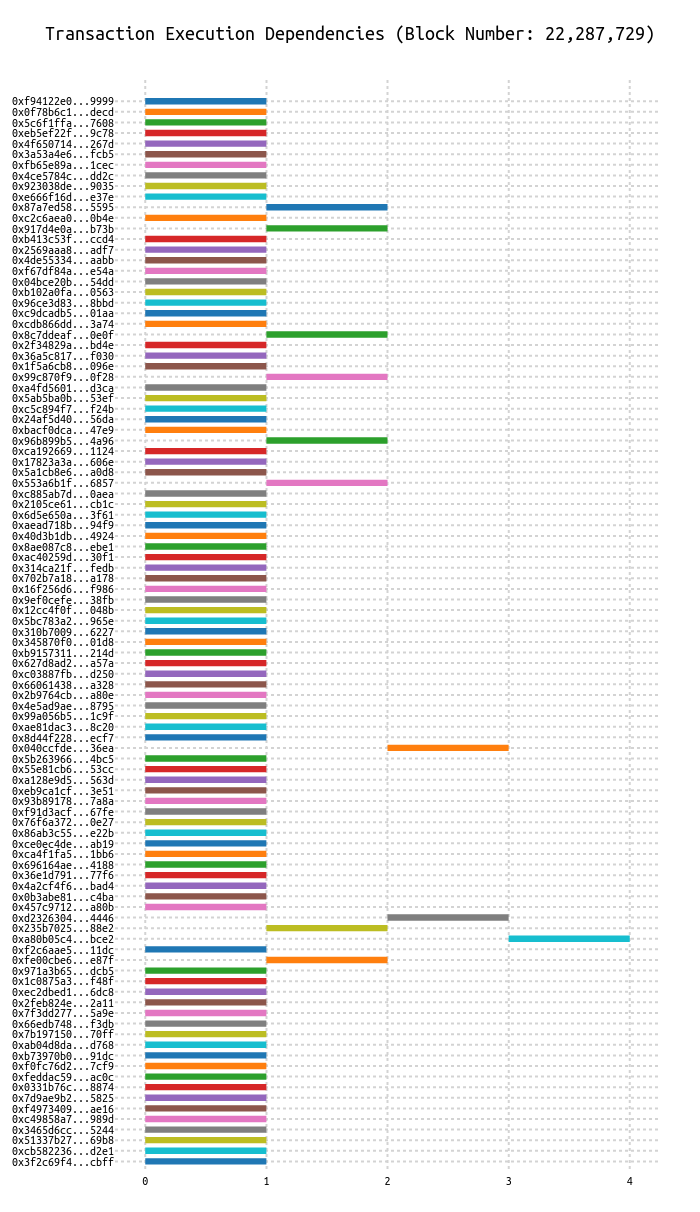 Transaction Execution Dependencies (Block Number: 22,287,729)
0xf94122e0...9999
0x0f78b6c1...decd
0x5c6f1ffa...7608
0xeb5ef22f...9c78
0x4f650714...267d
0x3a53a4e6...fcb5
0xfb65e89a...1cec
0x4ce5784c...dd2c
0x923038de...9035
0xe666f16d...e37e
0x87a7ed58...5595
0xc2c6aea0...0b4e
0x917d4e0a...b73b
0xb413c53f...ccd4
0x2569aaa8...adf7
0x4de55334...aabb
0xf67df84a...e54a
0x04bce20b...54dd
0xb102a0fa...0563
0x96ce3d83...8bbd
0xc9dcadb5...01aa
0xcdb866dd...3a74
0x8c7ddeaf...0e0f
0x2f34829a...bd4e
0x36a5c817...f030
0x1f5a6cb8...096e
0x99c870f9...0f28
0xa4fd5601...d3ca
0x5ab5ba0b...53ef
0xc5c894f7...f24b
0x24af5d40...56da
0xbacf0dca...47e9
0x96b899b5...4a96
0xca192669...1124
0x17823a3a...606e
0x5a1cb8e6...a0d8
0x553a6b1f...6857
0xc885ab7d...0aea
0x2105ce61...cb1c
0x6d5e650a...3f61
0xaead718b...94f9
0x40d3b1db...4924
0x8ae087c8...ebe1
0xac40259d...30f1
0x314ca21f...fedb
0x702b7a18...a178
0x16f256d6...f986
0x9ef0cefe...38fb
0x12cc4f0f...048b
0x5bc783a2...965e
0x310b7009...6227
0x345870f0...01d8
0xb9157311...214d
0x627d8ad2...a57a
0xc03887fb...d250
0x66061438...a328
0x2b9764cb...a80e
0x4e5ad9ae...8795
0x99a056b5...1c9f
0xae81dac3...8c20
0x8d44f228...ecf7
0x040ccfde...36ea
0x5b263966...4bc5
0x55e81cb6...53cc
0xa128e9d5...563d
0xeb9ca1cf...3e51
0x93b89178...7a8a
0xf91d3acf...67fe
0x76f6a372...0e27
0x86ab3c55...e22b
0xce0ec4de...ab19
0xca4f1fa5...1bb6
0x696164ae...4188
0x36e1d791...77f6
0x4a2cf4f6...bad4
0x0b3abe81...c4ba
0x457c9712...a80b
0xd2326304...4446
0x235b7025...88e2
0xa80b05c4...bce2
0xf2c6aae5...11dc
0xfe00cbe6...e87f
0x971a3b65...dcb5
0x1c0875a3...f48f
0xec2dbed1...6dc8
0x2feb824e...2a11
0x7f3dd277...5a9e
0x66edb748...f3db
0x7b197150...70ff
0xab04d8da...d768
0xb73970b0...91dc
0xf0fc76d2...7cf9
0xfeddac59...ac0c
0x0331b76c...8874
0x7d9ae9b2...5825
0xf4973409...ae16
0xc49858a7...989d
0x3465d6cc...5244
0x51337b27...69b8
0xcb582236...d2e1
0x3f2c69f4...cbff
0 1 2 3 4